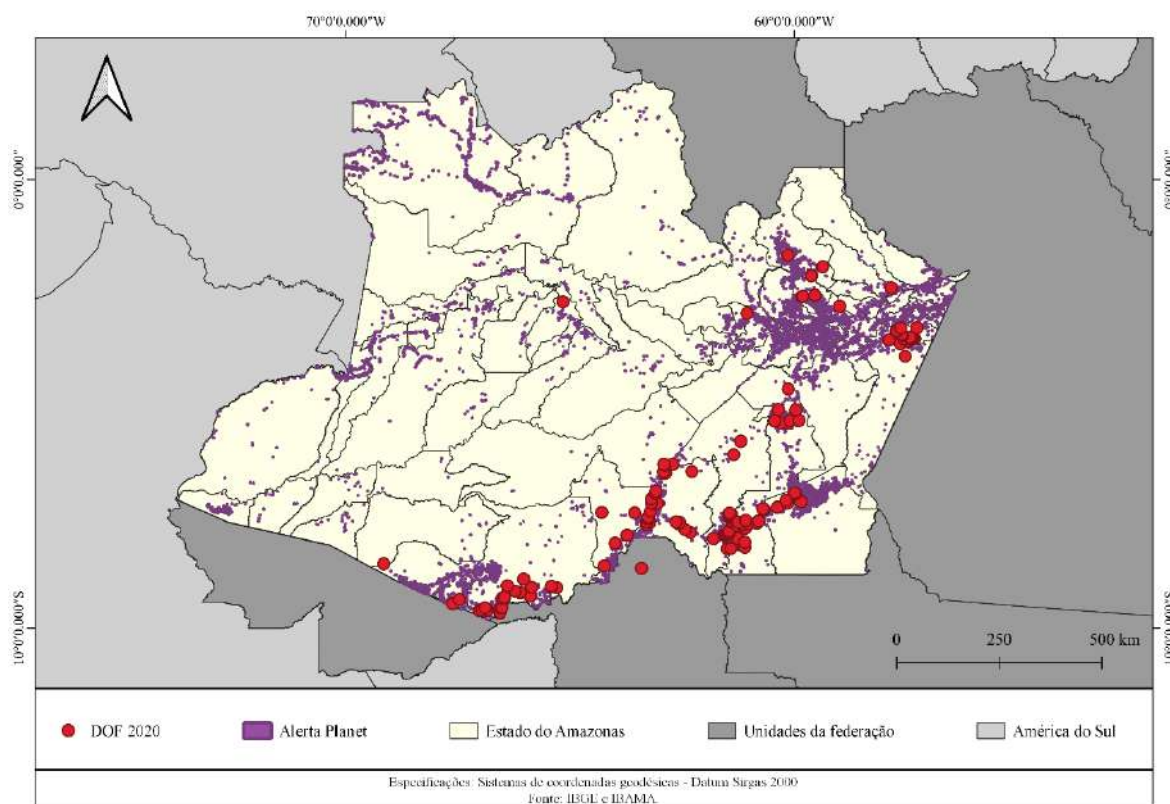 70°0'0.000"W 60°0'0.000"W
0°0'0.000"
0°0'0.000"
10°0'0.000"S
10°0'0.000"S
0 250 500 km
DOF 2020 Alerta Planet Estado do Amazonas Unidades da federação América do Sul
Especificações: Sistemas de coordenadas geodésicas - Datum Sirgas 2000
Fonte: IBGE e IBAMA.